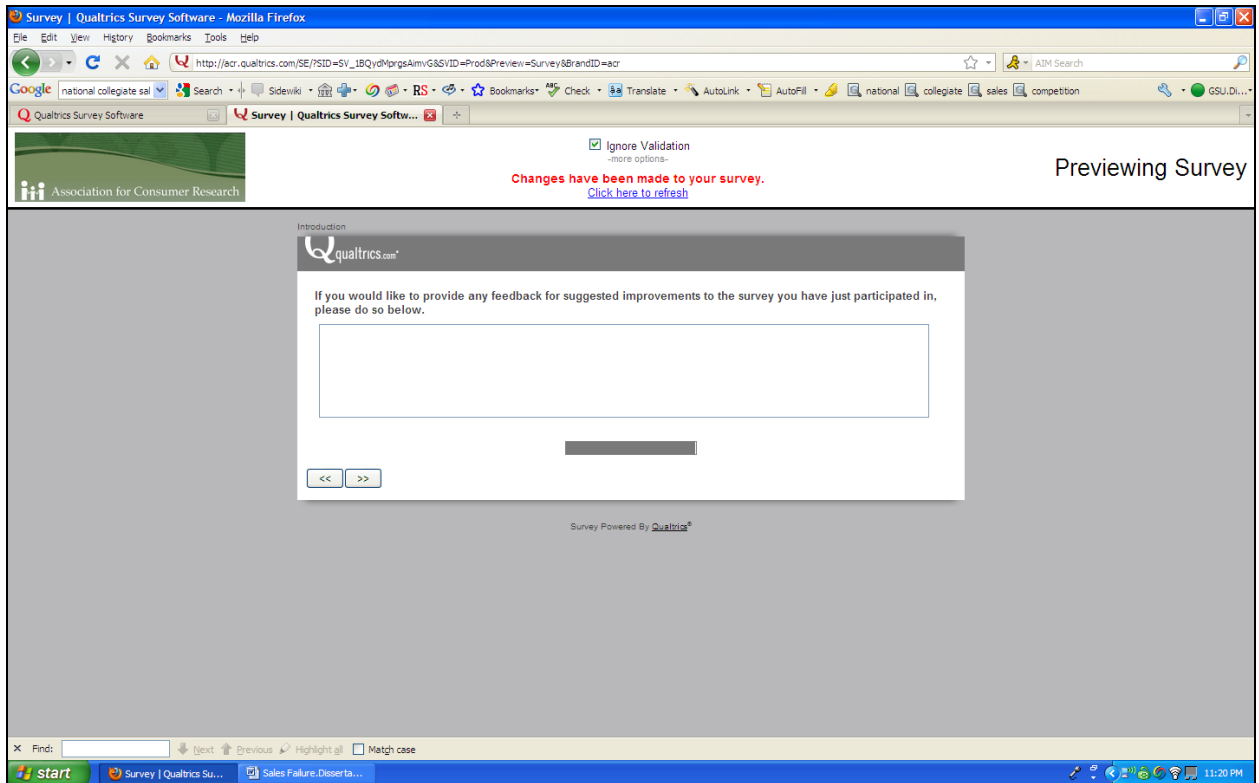 Survey | Qualtrics Survey Software - Mozilla Firefox
File Edit View History Bookmarks Tools Help
http://acr.qualtrics.com/SE/?SID=SV_1BQydMprgsAimvG&SVID=Prod&Preview=Survey&BrandID=acr AIM Search
Google national collegiate sal Search Sidewiki RS Bookmarks Check Translate AutoLink AutoFill national collegiate sales competition GSU.Di...
Qualtrics Survey Software Survey | Qualtrics Survey Softw...
Association for Consumer Research
Ignore Validation
-more options-
Changes have been made to your survey.
Click here to refresh
Previewing Survey
Introduction
qualtrics.com
If you would like to provide any feedback for suggested improvements to the survey you have just participated in,
please do so below.
<< >>
Survey Powered By Qualtrics®
× Find: Next Previous Highlight all Match case
start Survey | Qualtrics Su... Sales Failure.Disserta... 11:20 PM